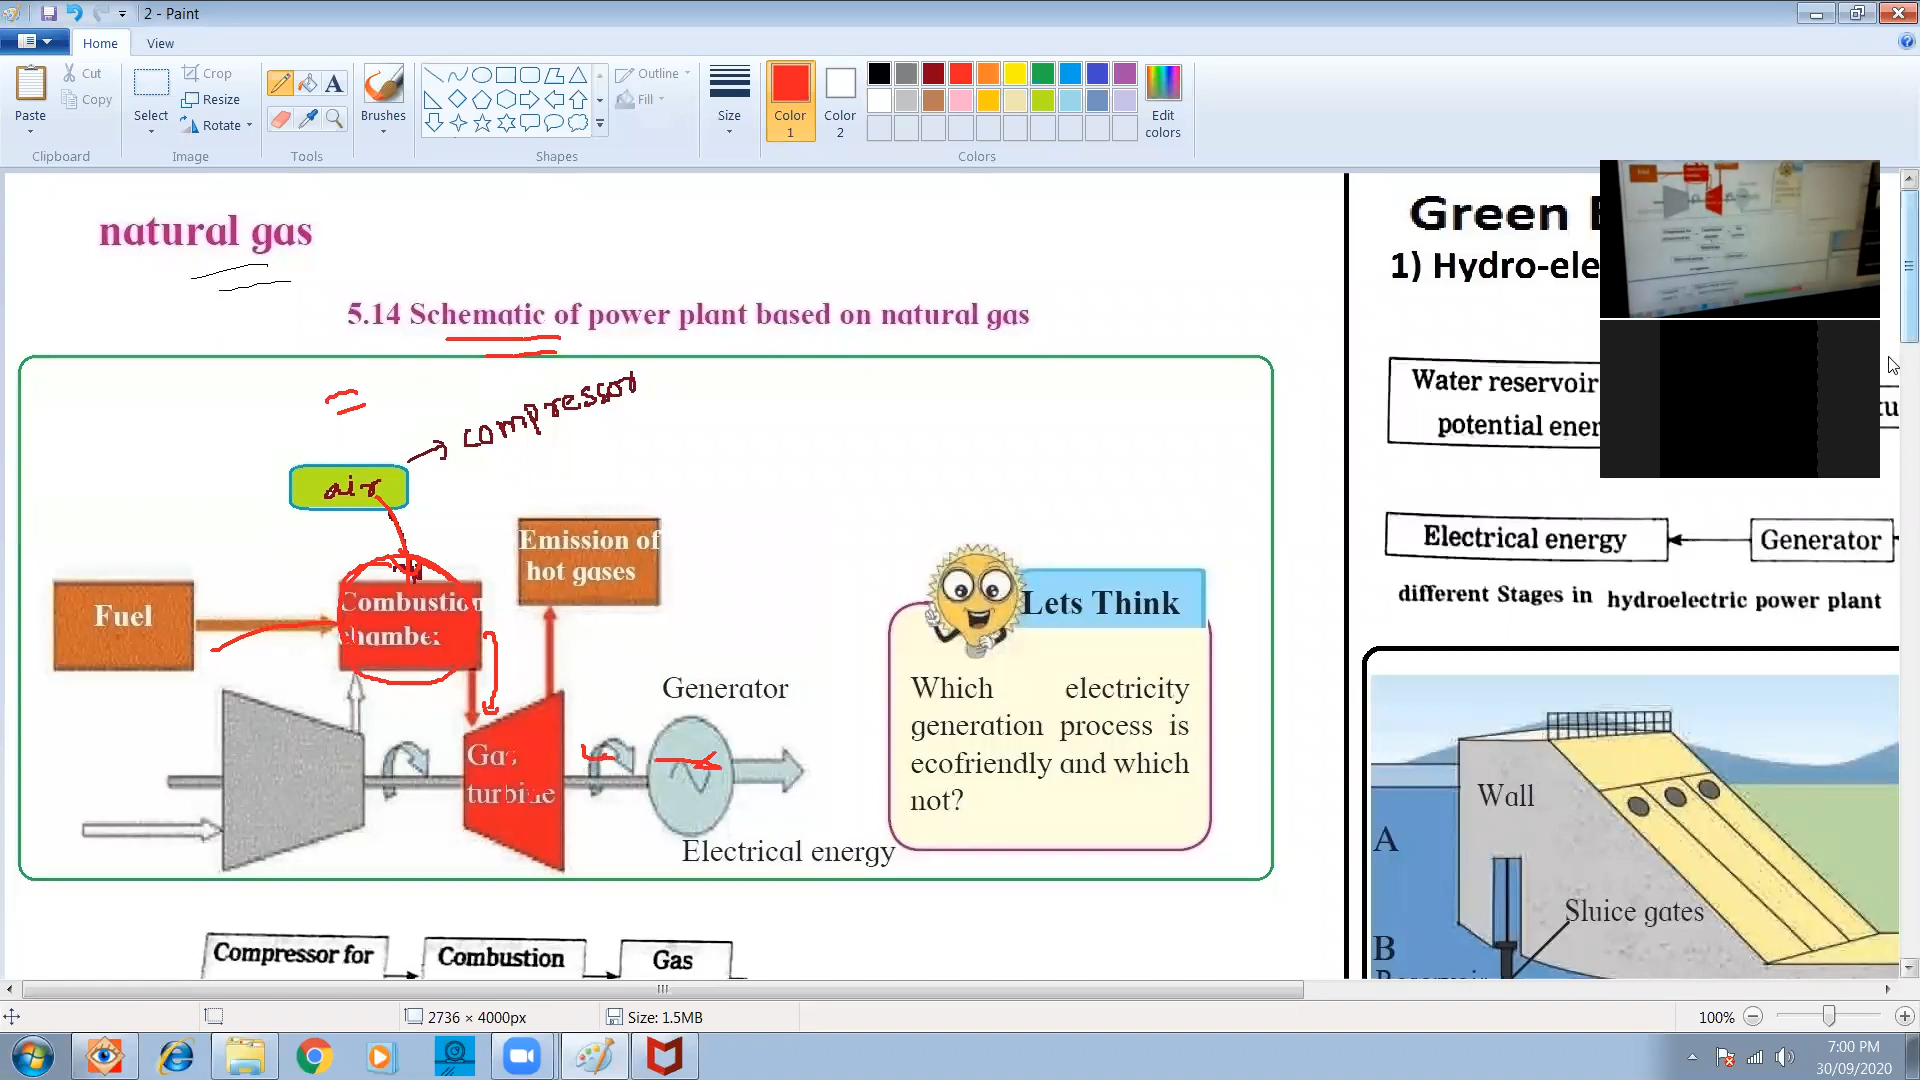 2 - Paint
Home
View
Paste
Cut
Copy
Clipboard
Select
Crop
Resize
Rotate
Image
Tools
Brushes
Shapes
Outline
Fill
Size
Color
1
Color
2
Edit
colors
Colors
natural gas
5.14 Schematic of power plant based on natural gas
compressor
air
Emission of
hot gases
Fuel
Combustion
chamber
Gas
turbine
Generator
Electrical energy
Lets Think
Which electricity
generation process is
ecofriendly and which
not?
Compressor for
Combustion
Gas
Green
1) Hydro-ele
Water reservoir
potential ener
Electrical energy
Generator
different Stages in hydroelectric power plant
Wall
A
Sluice gates
B
Reservoir
2736 × 4000px
Size: 1.5MB
100%
7:00 PM
30/09/2020